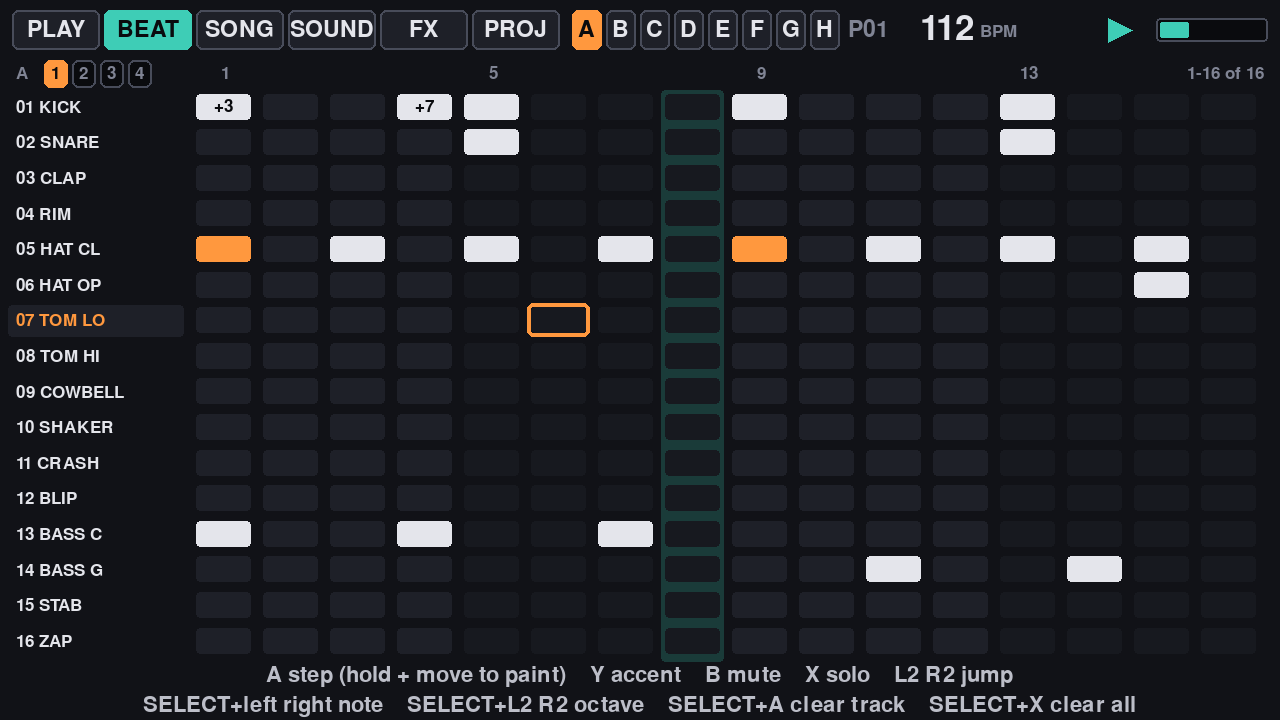 PLAY BEAT SONG SOUND FX PROJ A B C D E F G H P01 112 BPM
A 1 2 3 4 1 5 9 13 1-16 of 16
01 KICK +3 +7
02 SNARE
03 CLAP
04 RIM
05 HAT CL
06 HAT OP
07 TOM LO
08 TOM HI
09 COWBELL
10 SHAKER
11 CRASH
12 BLIP
13 BASS C
14 BASS G
15 STAB
16 ZAP
A step (hold + move to paint) Y accent B mute X solo L2 R2 jump
SELECT+left right note SELECT+L2 R2 octave SELECT+A clear track SELECT+X clear all